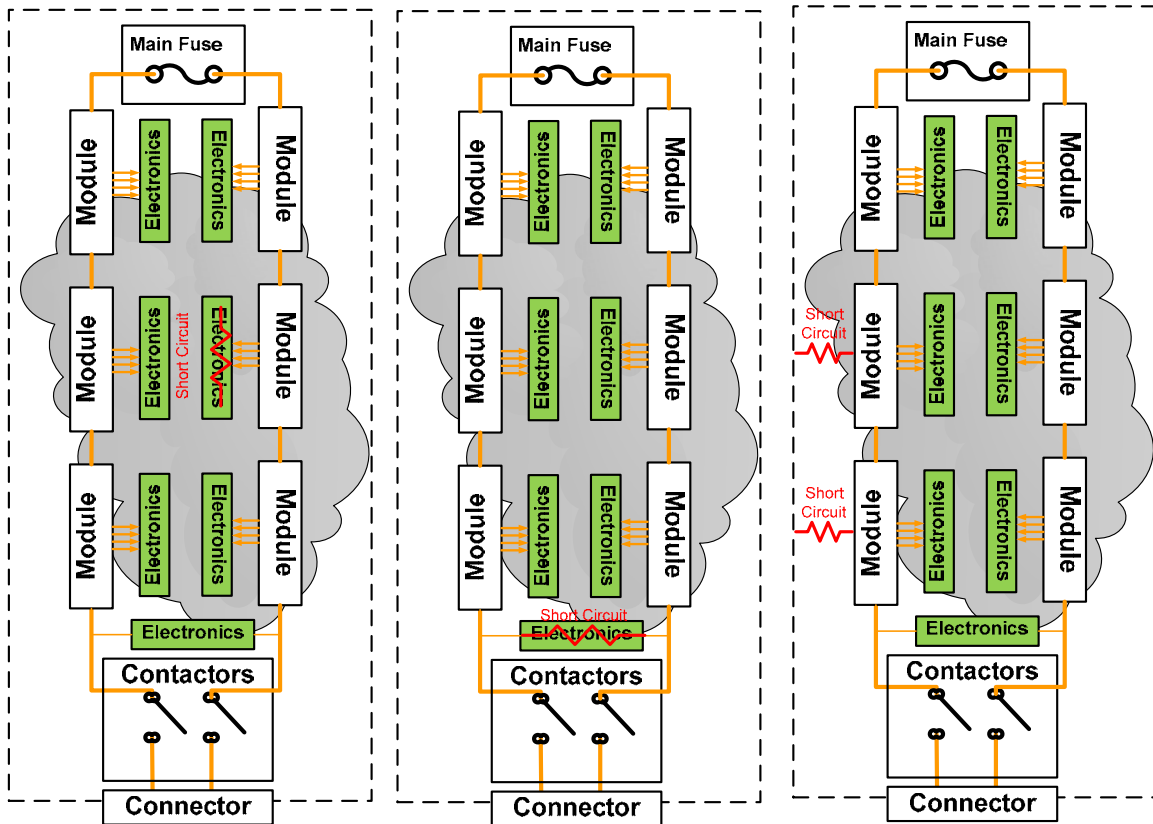 Main Fuse
Module
Electronics
Electronics
Module
Module
Electronics
Short Circuit
Electronics
Module
Module
Electronics
Electronics
Module
Electronics
Contactors
Connector
Main Fuse
Module
Electronics
Electronics
Module
Module
Electronics
Electronics
Module
Module
Electronics
Electronics
Module
Short Circuit
Electronics
Contactors
Connector
Main Fuse
Module
Electronics
Electronics
Module
Short
Circuit
Module
Electronics
Electronics
Module
Short
Circuit
Module
Electronics
Electronics
Module
Electronics
Contactors
Connector